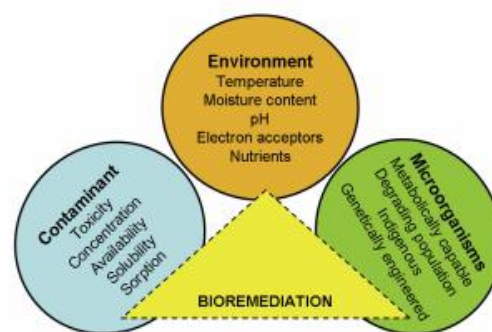 Environment
Temperature
Moisture content
pH
Electron acceptors
Nutrients
Contaminant
Toxicity
Concentration
Availability
Solubility
Sorption
Microorganisms
Metabolically capable
Degrading population
Indigenous
Genetically engineered
BIOREMEDIATION